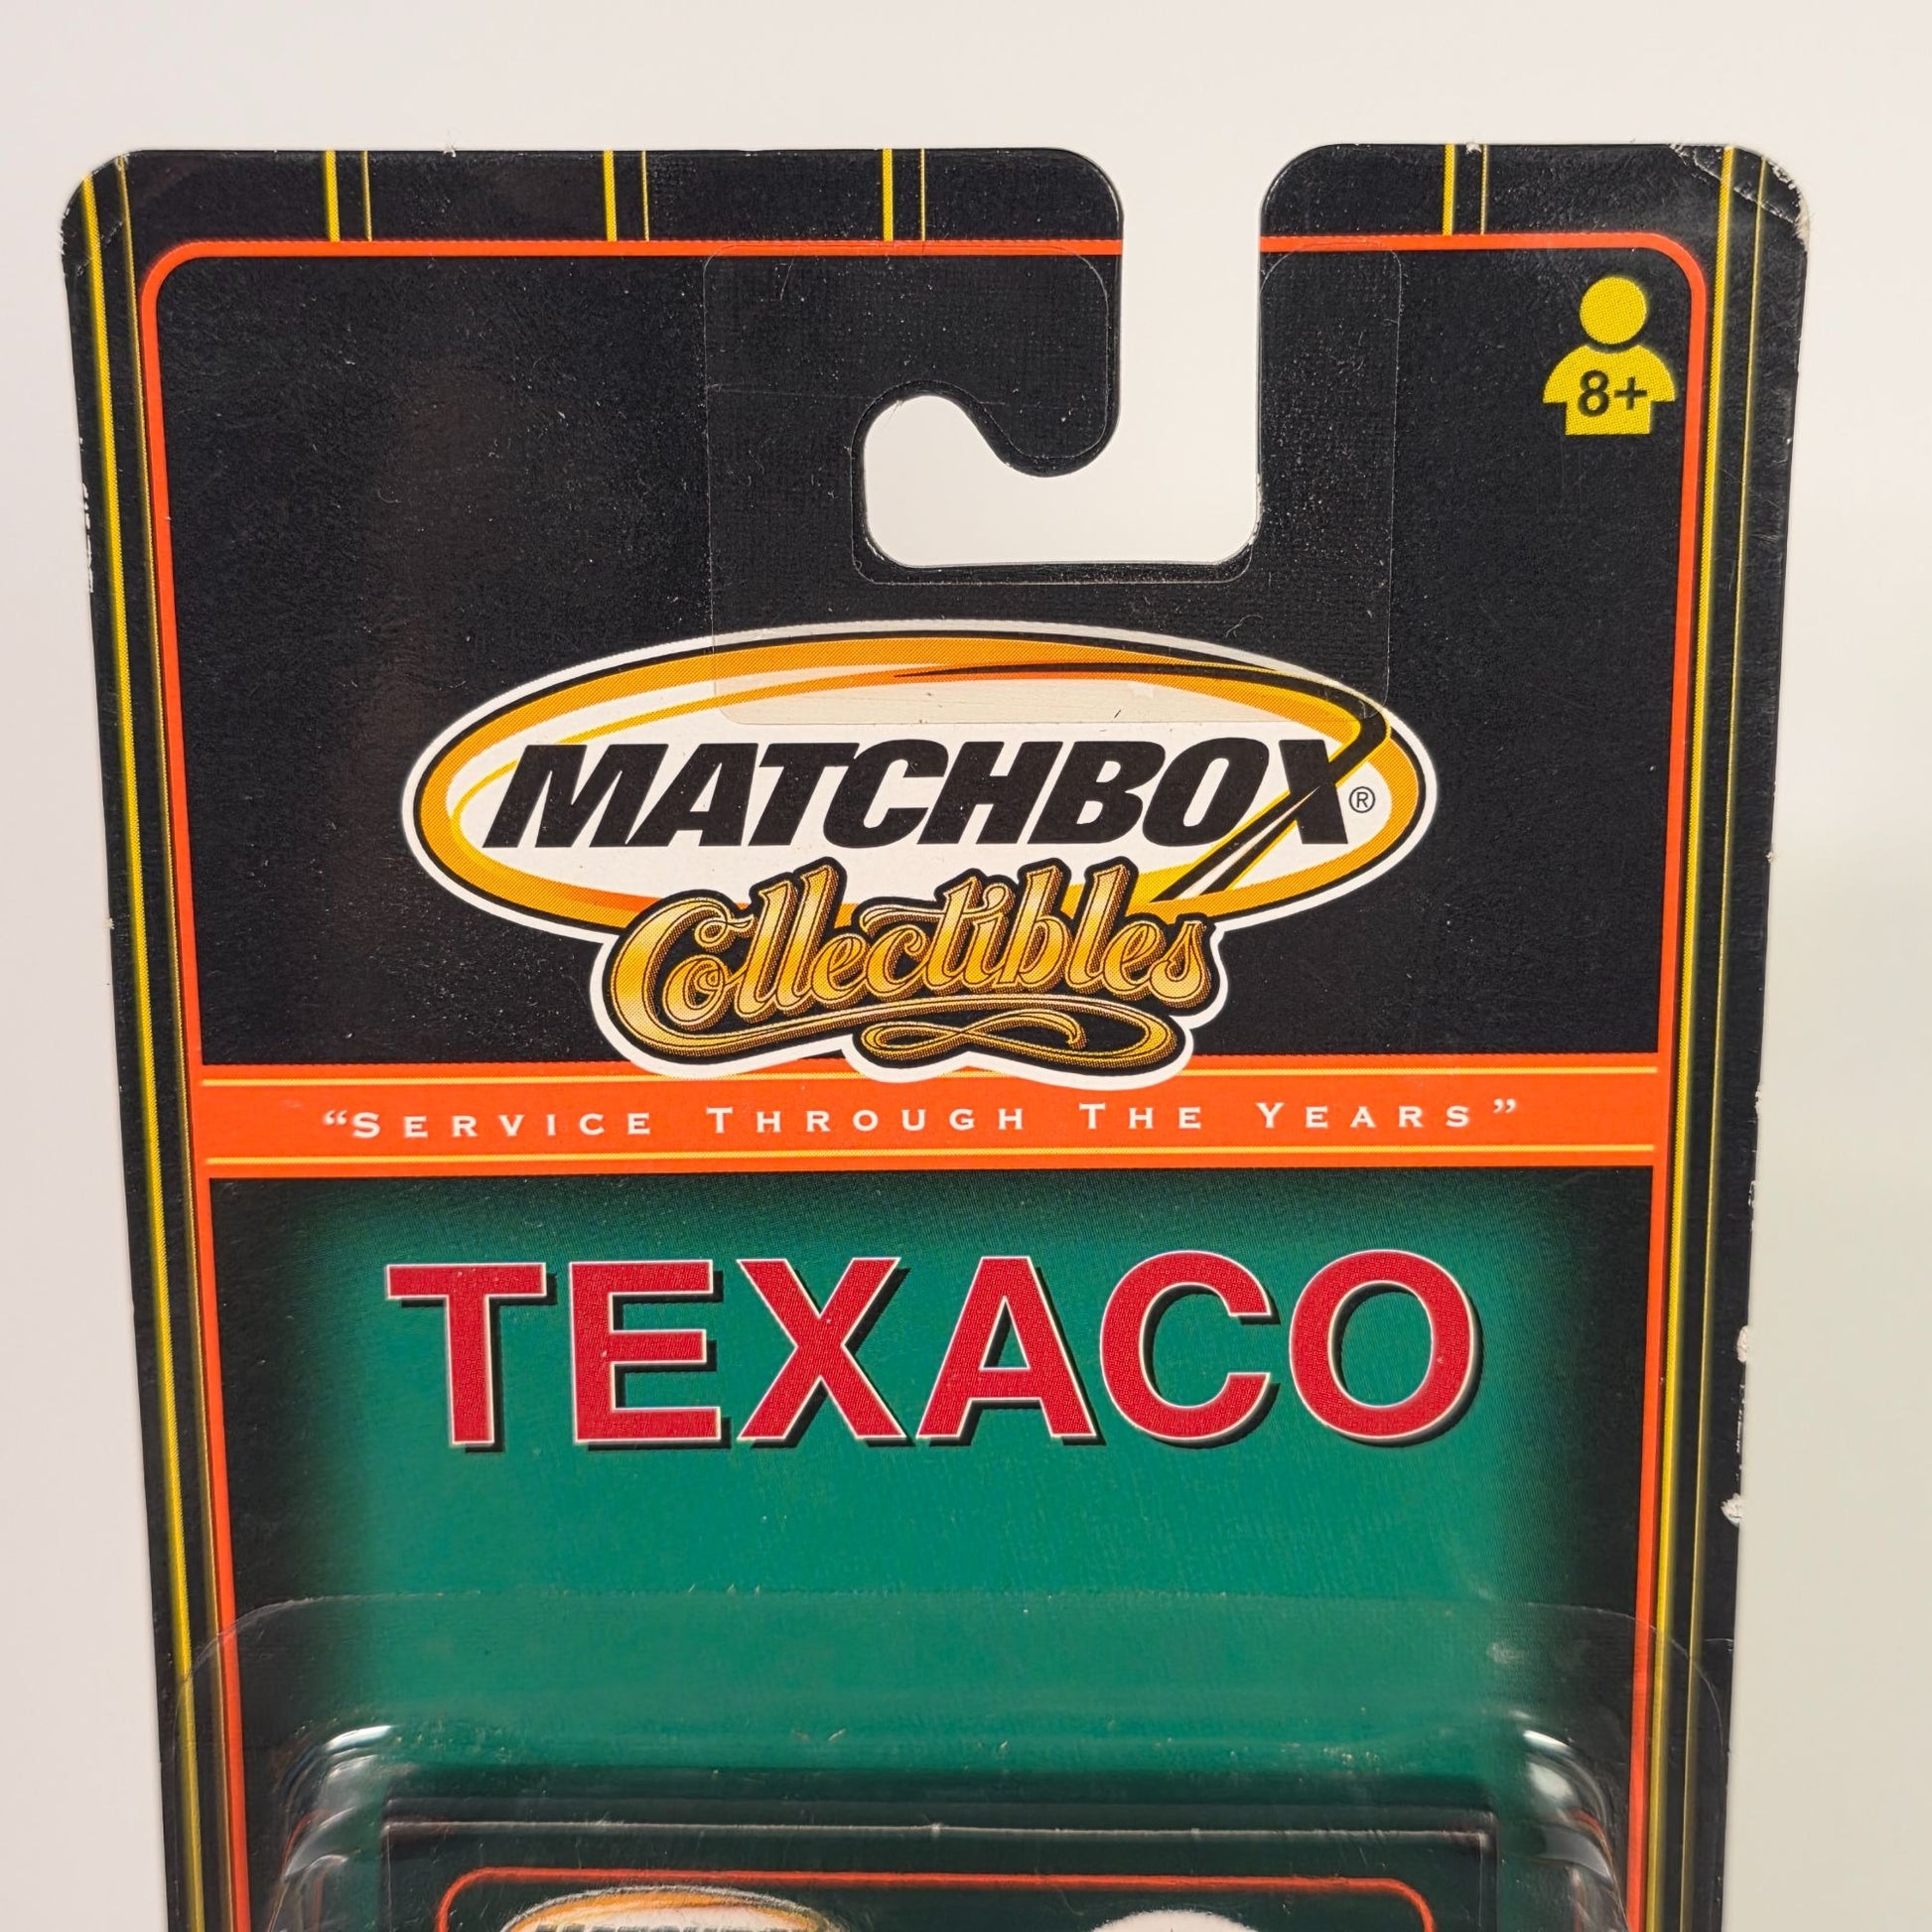 8+
MATCHBOX®
Collectibles
“SERVICE THROUGH THE YEARS”
TEXACO